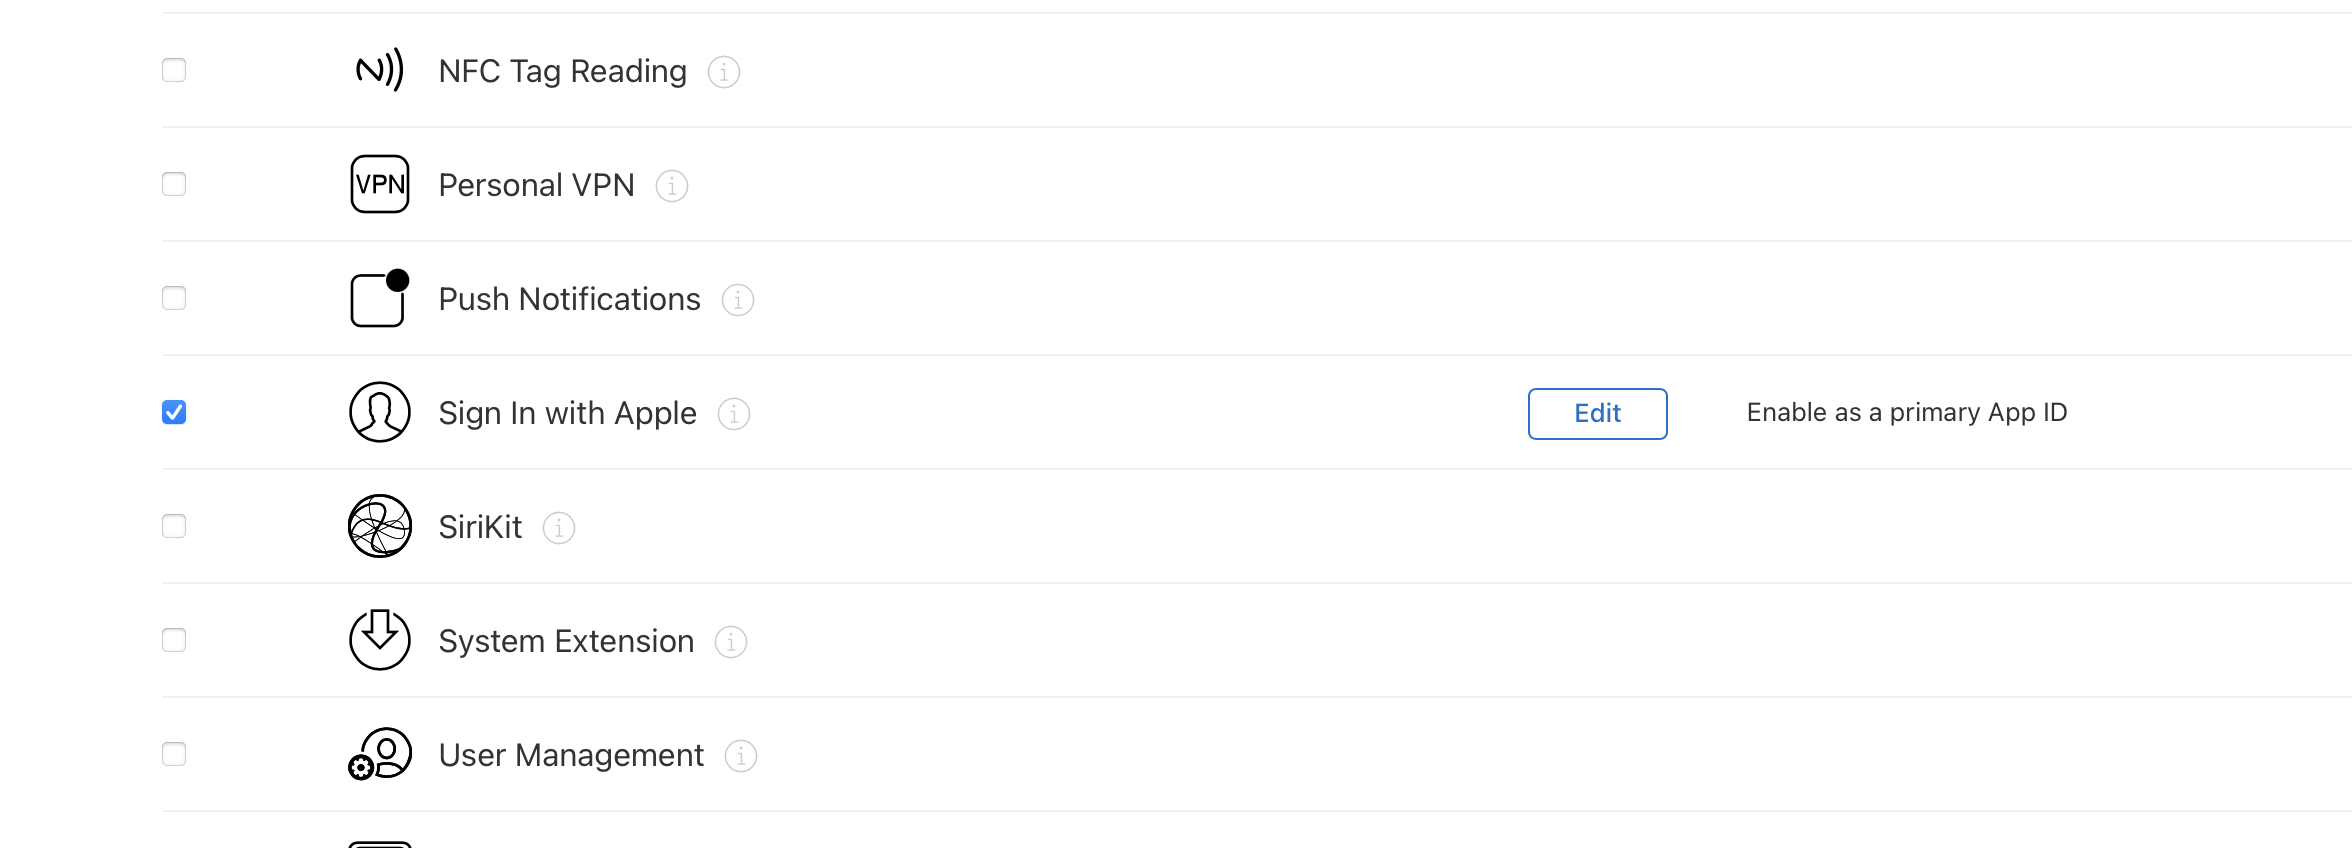 NFC Tag Reading
VPN Personal VPN
Push Notifications
Sign In with Apple Edit Enable as a primary App ID
SiriKit
System Extension
User Management